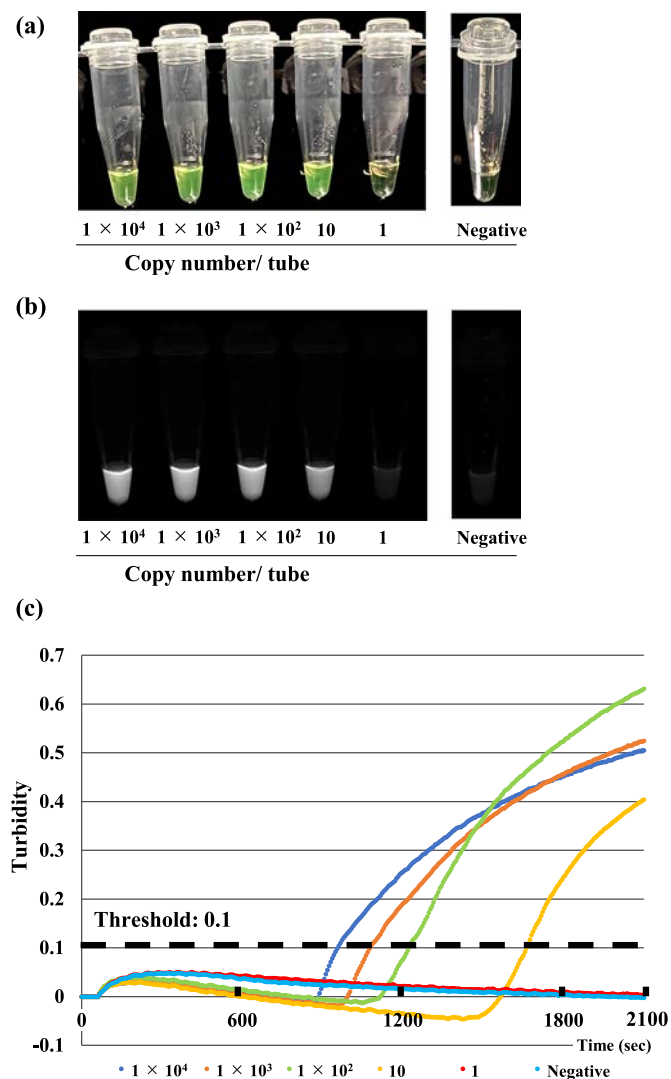 (a)
1 × 10⁴ 1 × 10³ 1 × 10² 10 1 Negative
Copy number/ tube
(b)
1 × 10⁴ 1 × 10³ 1 × 10² 10 1 Negative
Copy number/ tube
(c)
0.7
0.6
0.5
0.4
0.3
0.2
0.1
0
-0.1
Turbidity
Threshold: 0.1
0 600 1200 1800 2100
Time (sec)
1 × 10⁴ 1 × 10³ 1 × 10² 10 1 Negative